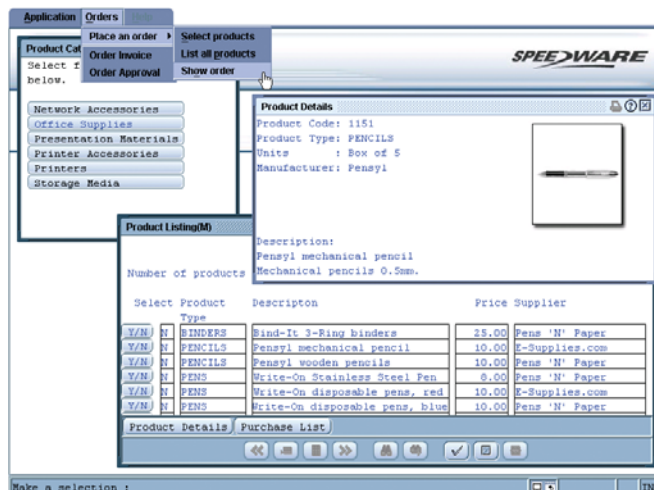 Application Orders
Place an order Select products
Order Invoice List all products
Order Approval Show order
SPEEDWARE
Product Cat
Select f
below.
Network Accessories
Office Supplies
Presentation Materials
Printer Accessories
Printers
Storage Media
Product Details
Product Code: 1151
Product Type: PENCILS
Units : Box of 5
Manufacturer: Pensyl
Description:
Pensyl mechanical pencil
Mechanical pencils 0.5mm.
Product Listing(M)
Number of products
Select Product Descripton Price Supplier
Type
Y/N N BINDERS Bind-It 3-Ring binders 25.00 Pens 'N' Paper
Y/N N PENCILS Pensyl mechanical pencil 10.00 E-Supplies.com
Y/N N PENCILS Pensyl wooden pencils 10.00 Pens 'N' Paper
Y/N N PENS Write-On Stainless Steel Pen 8.00 Pens 'N' Paper
Y/N N PENS Write-On disposable pens, red 10.00 E-Supplies.com
Y/N N PENS Write-On disposable pens, blue 10.00 Pens 'N' Paper
Product Details Purchase List
Make a selection :
IN